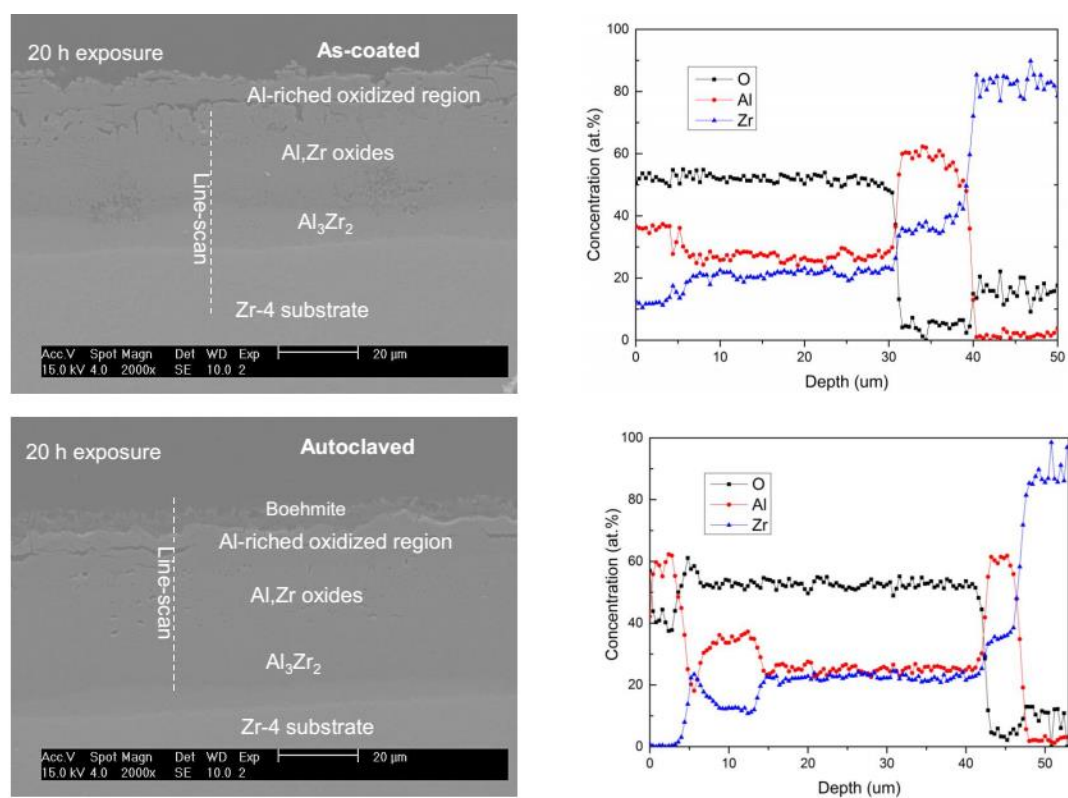 20 h exposure
As-coated
Al-riched oxidized region
Al,Zr oxides
Line-scan
Al₃Zr₂
Zr-4 substrate
Acc.V Spot Magn Det WD Exp 20 µm
15.0 kV 4.0 2000x SE 10.0 2
100
80
60
40
20
0
O
Al
Zr
Concentration (at.%)
0 10 20 30 40 50
Depth (um)
20 h exposure
Autoclaved
Boehmite
Al-riched oxidized region
Line-scan
Al,Zr oxides
Al₃Zr₂
Zr-4 substrate
Acc.V Spot Magn Det WD Exp 20 µm
15.0 kV 4.0 2000x SE 10.0 2
100
80
60
40
20
0
O
Al
Zr
Concentration (at.%)
0 10 20 30 40 50
Depth (um)